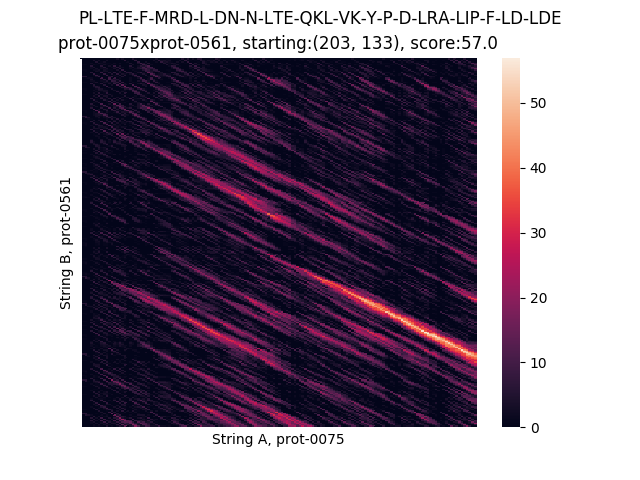 PL-LTE-F-MRD-L-DN-N-LTE-QKL-VK-Y-P-D-LRA-LIP-F-LD-LDE
prot-0075xprot-0561, starting:(203, 133), score:57.0
String B, prot-0561
String A, prot-0075
50
40
30
20
10
0